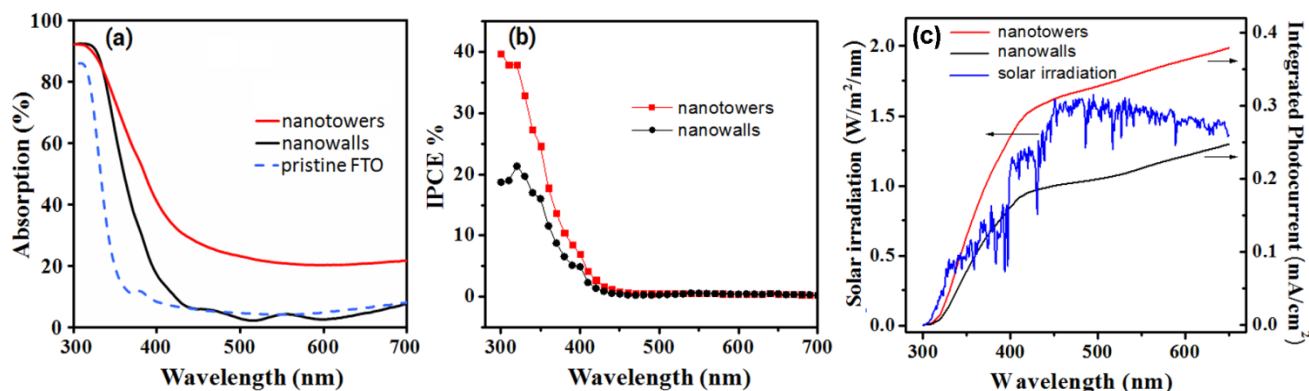 (a)
100
80
60
40
20
0
Absorption (%)
nanotowers
nanowalls
pristine FTO
300 400 500 600 700
Wavelength (nm)
(b)
40
30
20
10
0
IPCE %
nanotowers
nanowalls
300 400 500 600 700
Wavelength (nm)
(c)
2.0
1.5
1.0
0.5
0.0
Solar irradiation (W/m²/nm)
nanotowers
nanowalls
solar irradiation
0.4
0.3
0.2
0.1
0.0
Integrated Photocurrent (mA/cm²)
300 400 500 600
Wavelength (nm)